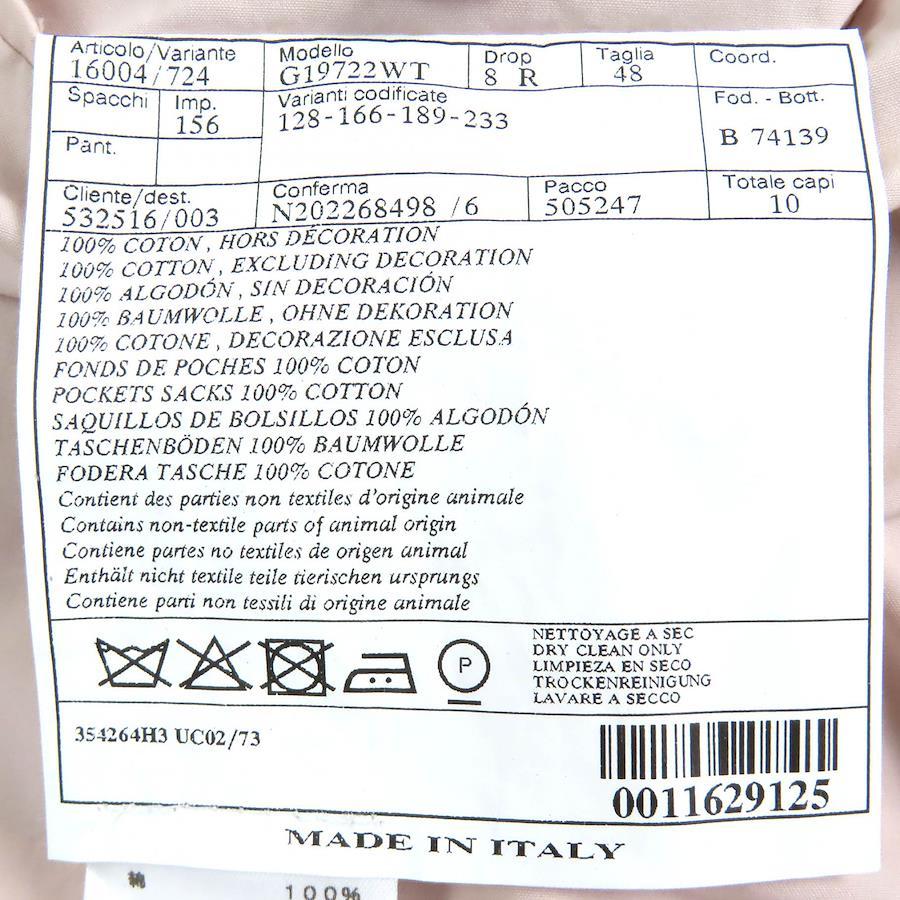 Articolo/Variante Modello Drop Taglia Coord.
16004/724 G19722WT 8 R 48
Spacchi Imp. Varianti codificate Fod. - Bott.
156 128-166-189-233 B 74139
Pant.
Cliente/dest. Conferma Pacco Totale capi
532516/003 N202268498 /6 505247 10
100% COTON, HORS DÉCORATION
100% COTTON, EXCLUDING DECORATION
100% ALGODÓN, SIN DECORACIÓN
100% BAUMWOLLE, OHNE DEKORATION
100% COTONE, DECORAZIONE ESCLUSA
FONDS DE POCHES 100% COTON
POCKETS SACKS 100% COTTON
SAQUILLOS DE BOLSILLOS 100% ALGODÓN
TASCHENBÖDEN 100% BAUMWOLLE
FODERA TASCHE 100% COTONE
Contient des parties non textiles d'origine animale
Contains non-textile parts of animal origin
Contiene partes no textiles de origen animal
Enthält nicht textile teile tierischen ursprungs
Contiene parti non tessili di origine animale
P
NETTOYAGE A SEC
DRY CLEAN ONLY
LIMPIEZA EN SECO
TROCKENREINIGUNG
LAVARE A SECCO
354264H3 UC02/73
0011629125
MADE IN ITALY
綿 100%